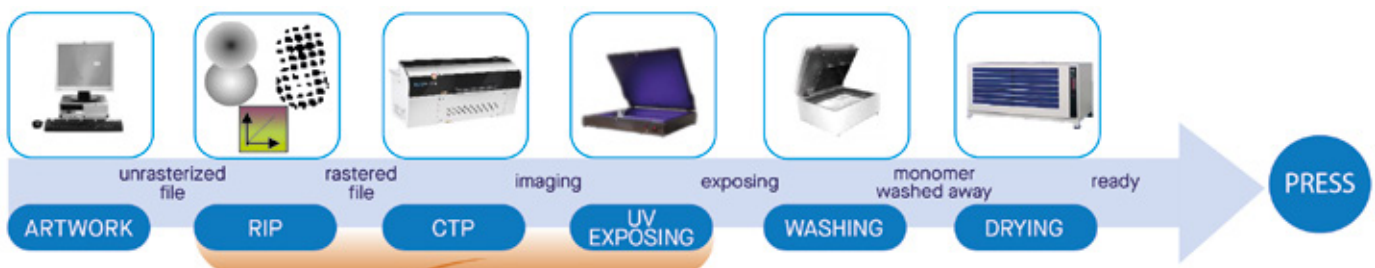 unrasterized
file
rastered
file
imaging
exposing
monomer
washed away
ready
PRESS
ARTWORK
RIP
CTP
UV
EXPOSING
WASHING
DRYING